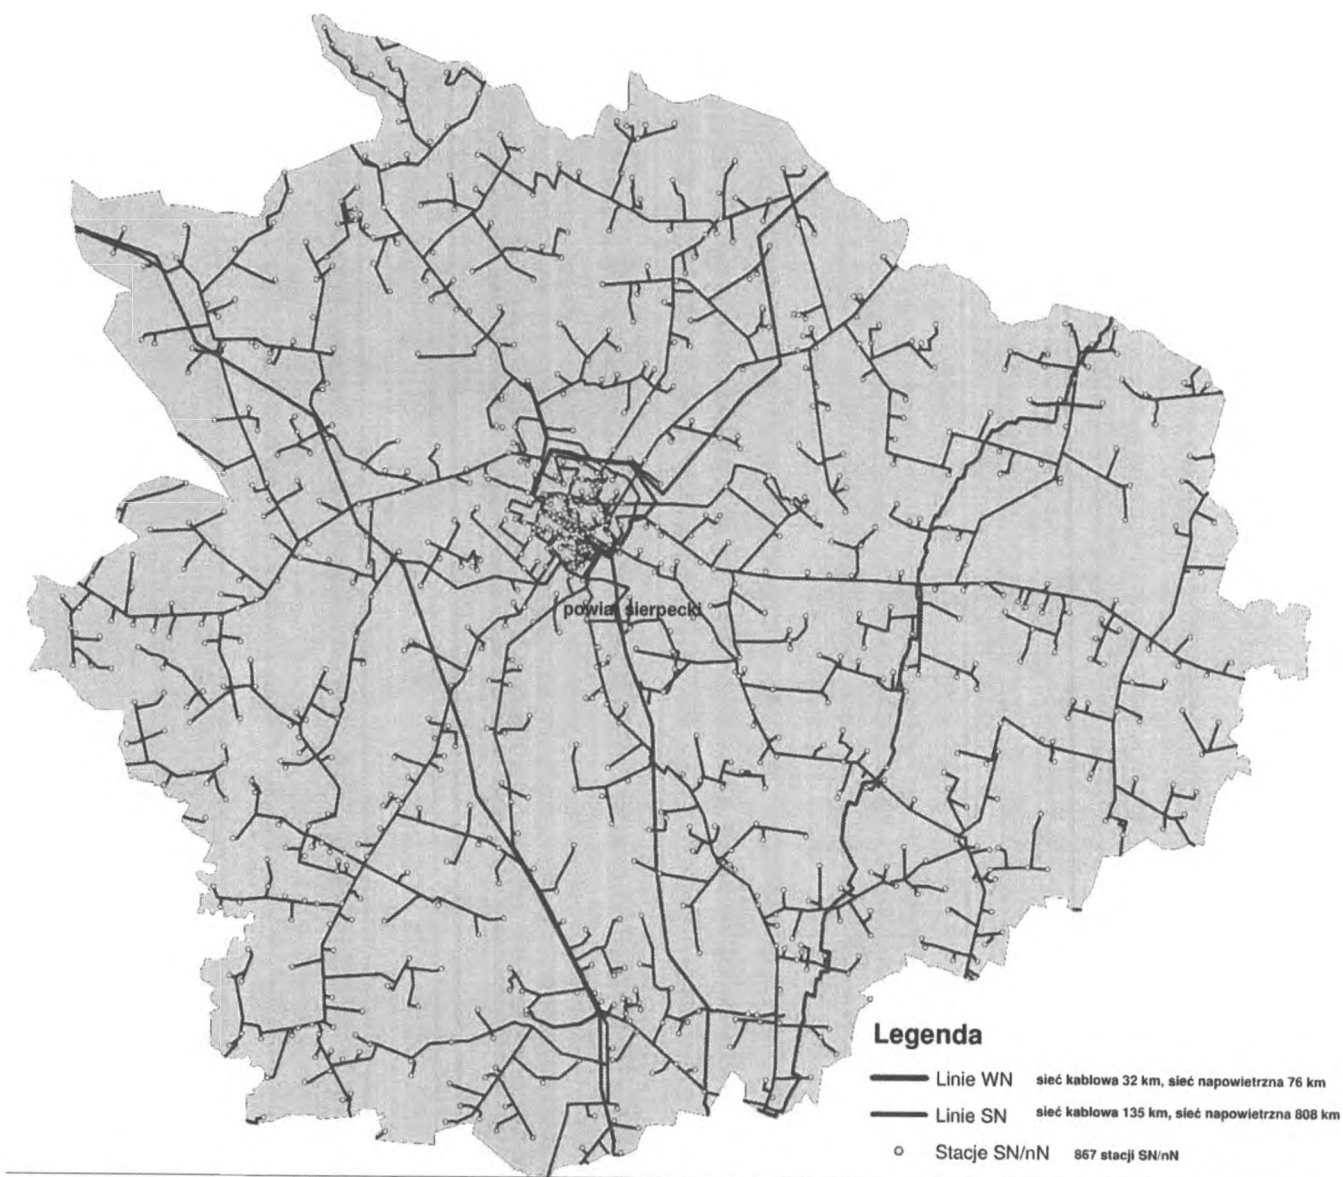 powiat sierpecki
Legenda
Linie WN sieć kablowa 32 km, sieć napowietrzna 76 km
Linie SN sieć kablowa 135 km, sieć napowietrzna 808 km
Stacje SN/nN 867 stacji SN/nN